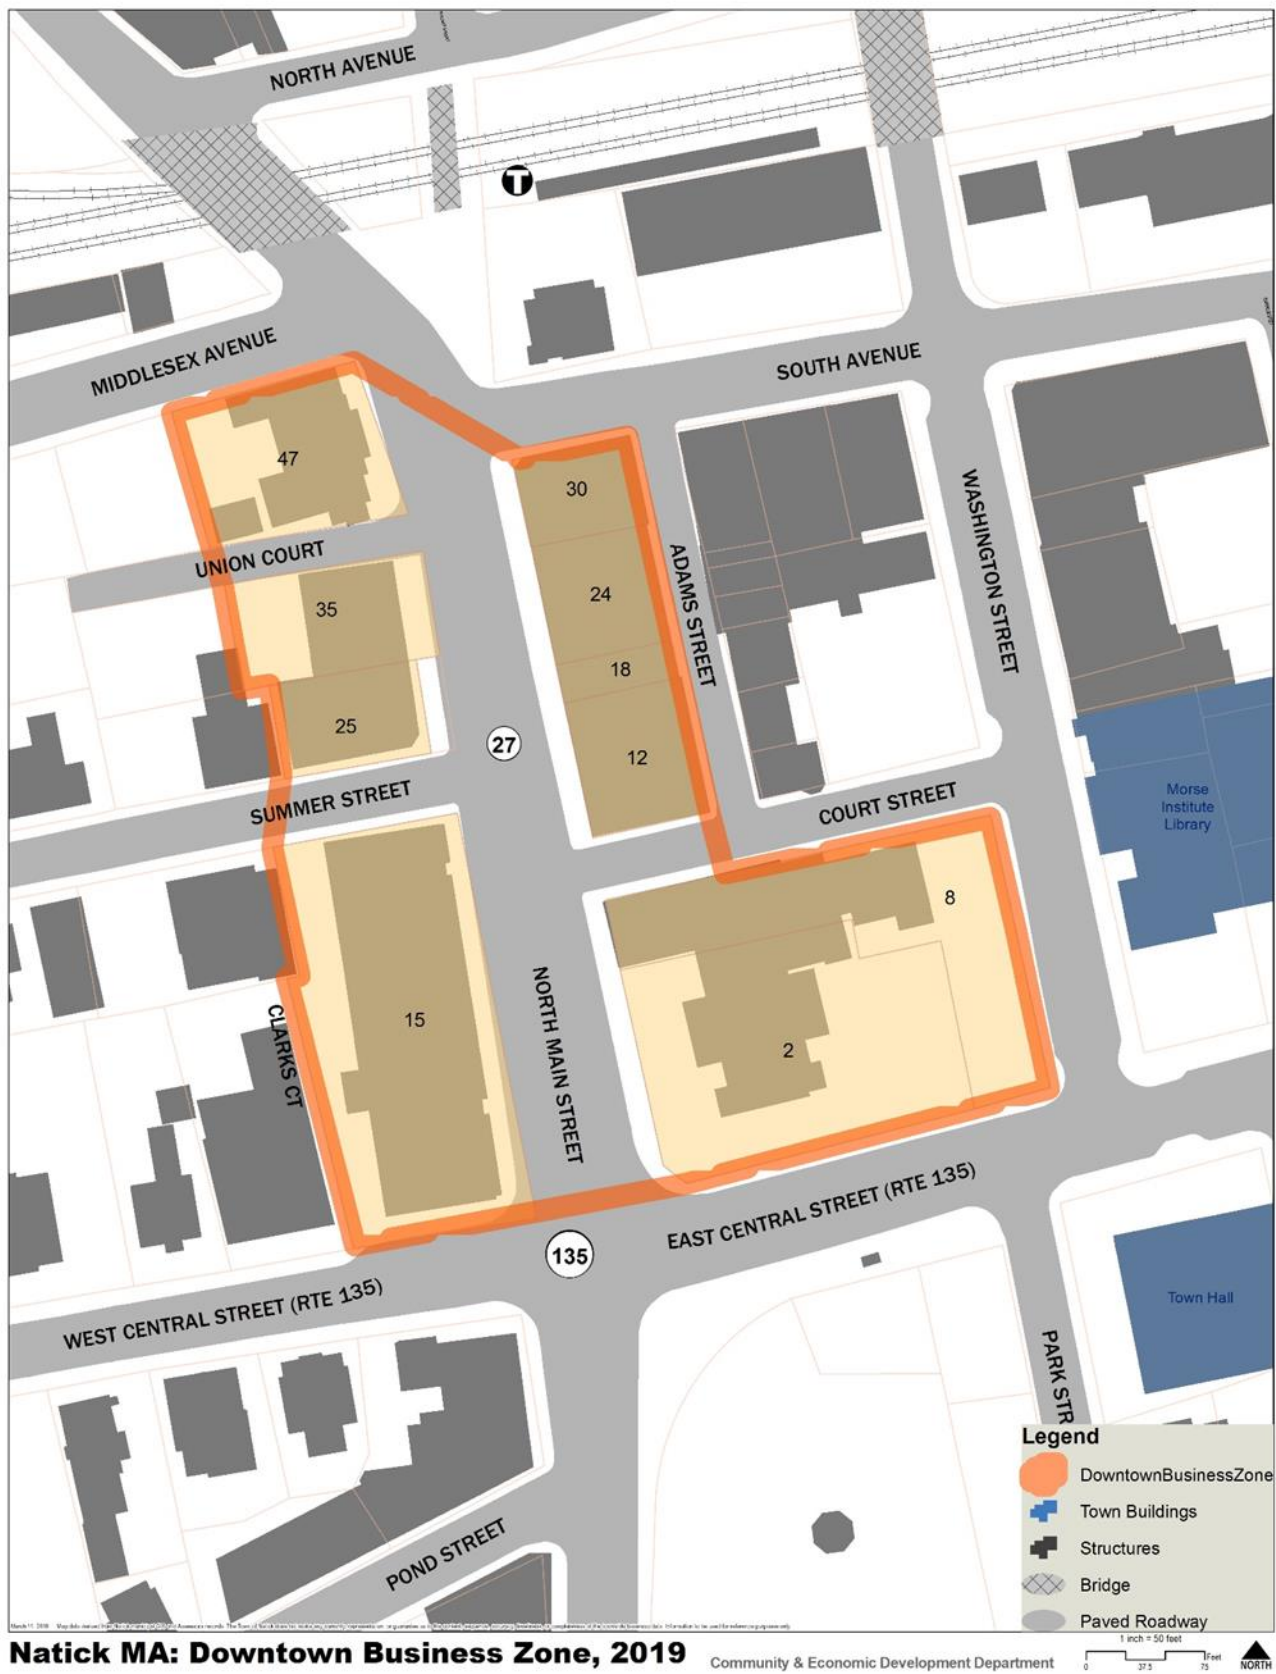 NORTH AVENUE
T
MIDDLESEX AVENUE
SOUTH AVENUE
47
30
UNION COURT
35
24
ADAMS STREET
WASHINGTON STREET
18
25
27
12
SUMMER STREET
COURT STREET
Morse
Institute
Library
8
15
NORTH MAIN STREET
CLARKS CT
2
EAST CENTRAL STREET (RTE 135)
135
WEST CENTRAL STREET (RTE 135)
Town Hall
PARK STR
POND STREET
Legend
DowntownBusinessZone
Town Buildings
Structures
Bridge
Paved Roadway
Natick MA: Downtown Business Zone, 2019
Community & Economic Development Department
1 inch = 50 feet
0 37.5 75 Feet
NORTH